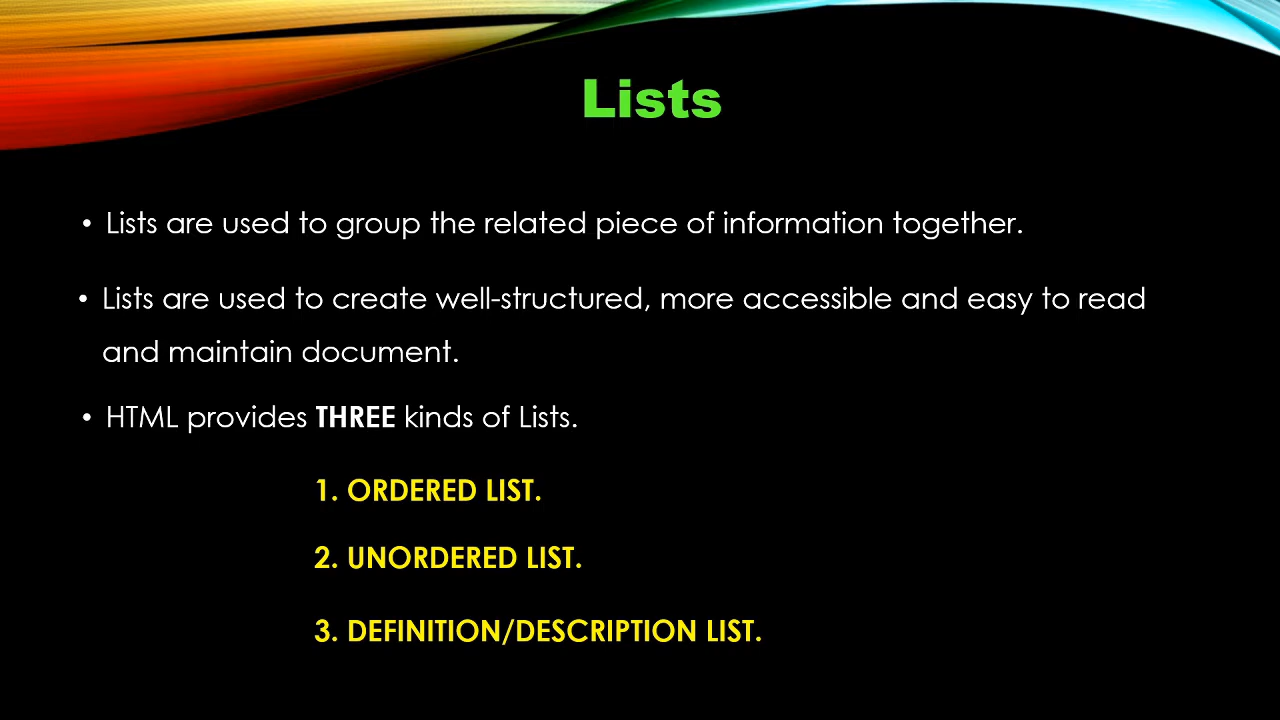 Lists
• Lists are used to group the related piece of information together.
• Lists are used to create well-structured, more accessible and easy to read
and maintain document.
• HTML provides THREE kinds of Lists.
1. ORDERED LIST.
2. UNORDERED LIST.
3. DEFINITION/DESCRIPTION LIST.